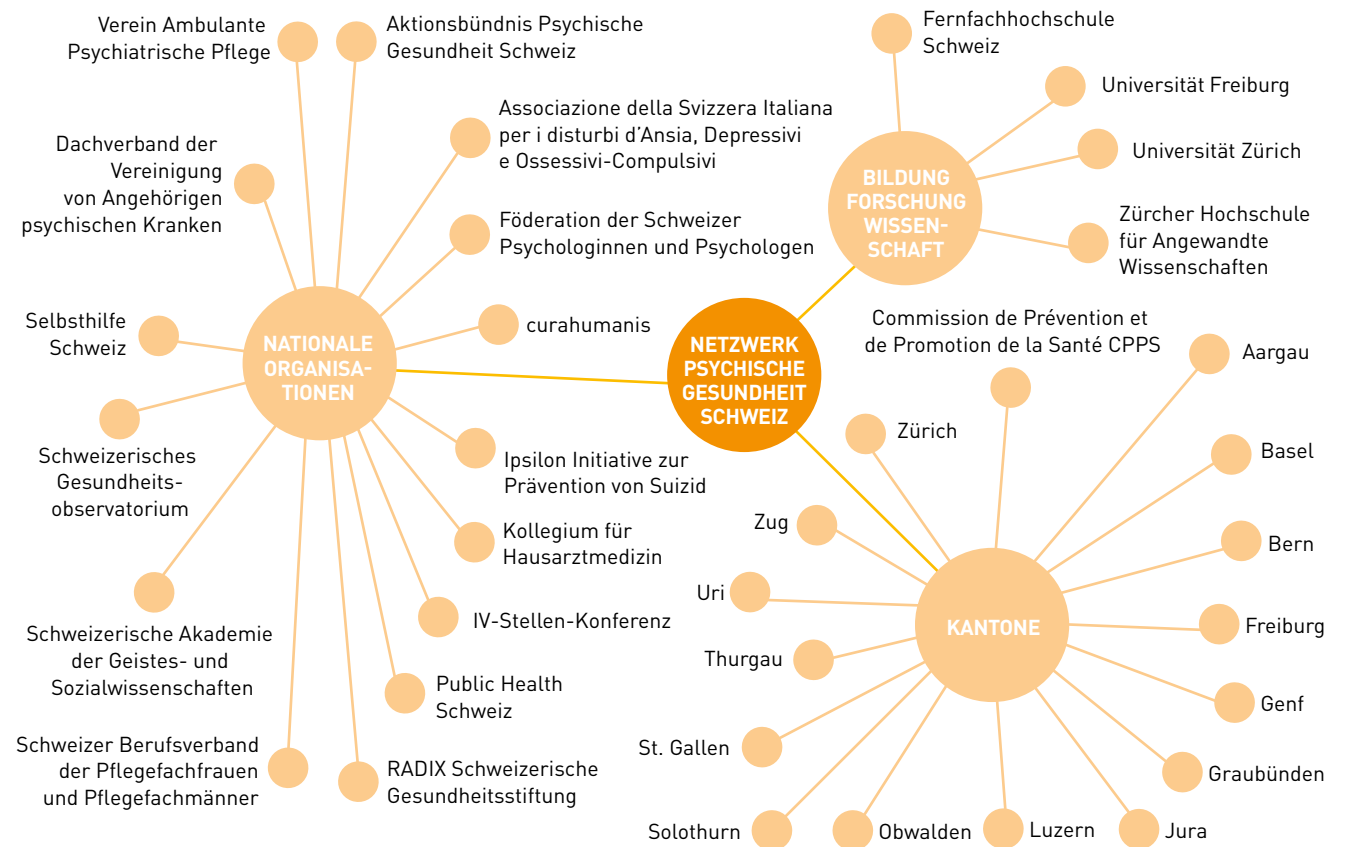 Verein Ambulante
Psychiatrische Pflege
Aktionsbündnis Psychische
Gesundheit Schweiz
Associazione della Svizzera Italiana
per i disturbi d’Ansia, Depressivi
e Ossessivi-Compulsivi
Dachverband der
Vereinigung
von Angehörigen
psychischen Kranken
Föderation der Schweizer
Psychologinnen und Psychologen
Selbsthilfe
Schweiz
NATIONALE
ORGANISA-
TIONEN
curahumanis
Schweizerisches
Gesundheits-
observatorium
Ipsilon Initiative zur
Prävention von Suizid
Kollegium für
Hausarztmedizin
IV-Stellen-Konferenz
Schweizerische Akademie
der Geistes- und
Sozialwissenschaften
Public Health
Schweiz
Schweizer Berufsverband
der Pflegefachfrauen
und Pflegefachmänner
RADIX Schweizerische
Gesundheitsstiftung
NETZWERK
PSYCHISCHE
GESUNDHEIT
SCHWEIZ
Fernfachhochschule
Schweiz
Universität Freiburg
Universität Zürich
Zürcher Hochschule
für Angewandte
Wissenschaften
BILDUNG
FORSCHUNG
WISSEN-
SCHAFT
Commission de Prévention et
de Promotion de la Santé CPPS
Aargau
Zürich
Basel
Zug
Bern
Uri
KANTONE
Freiburg
Thurgau
Genf
St. Gallen
Graubünden
Solothurn
Obwalden
Luzern
Jura